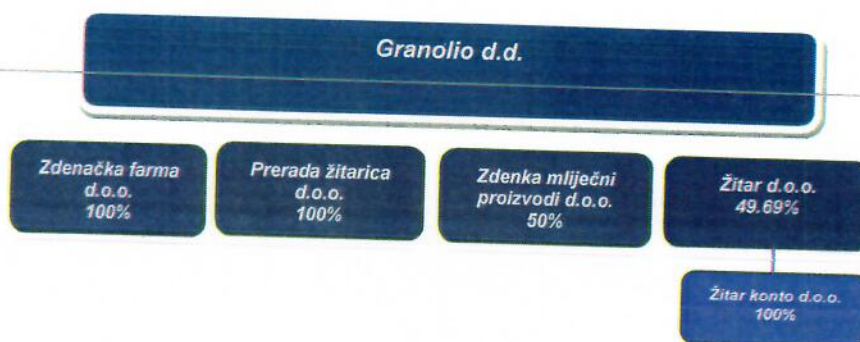 Granolio d.d.
Zdenačka farma
d.o.o.
100%
Prerada žitarica
d.o.o.
100%
Zdenka mliječni
proizvodi d.o.o.
50%
Žitar d.o.o.
49.69%
Žitar konto d.o.o.
100%